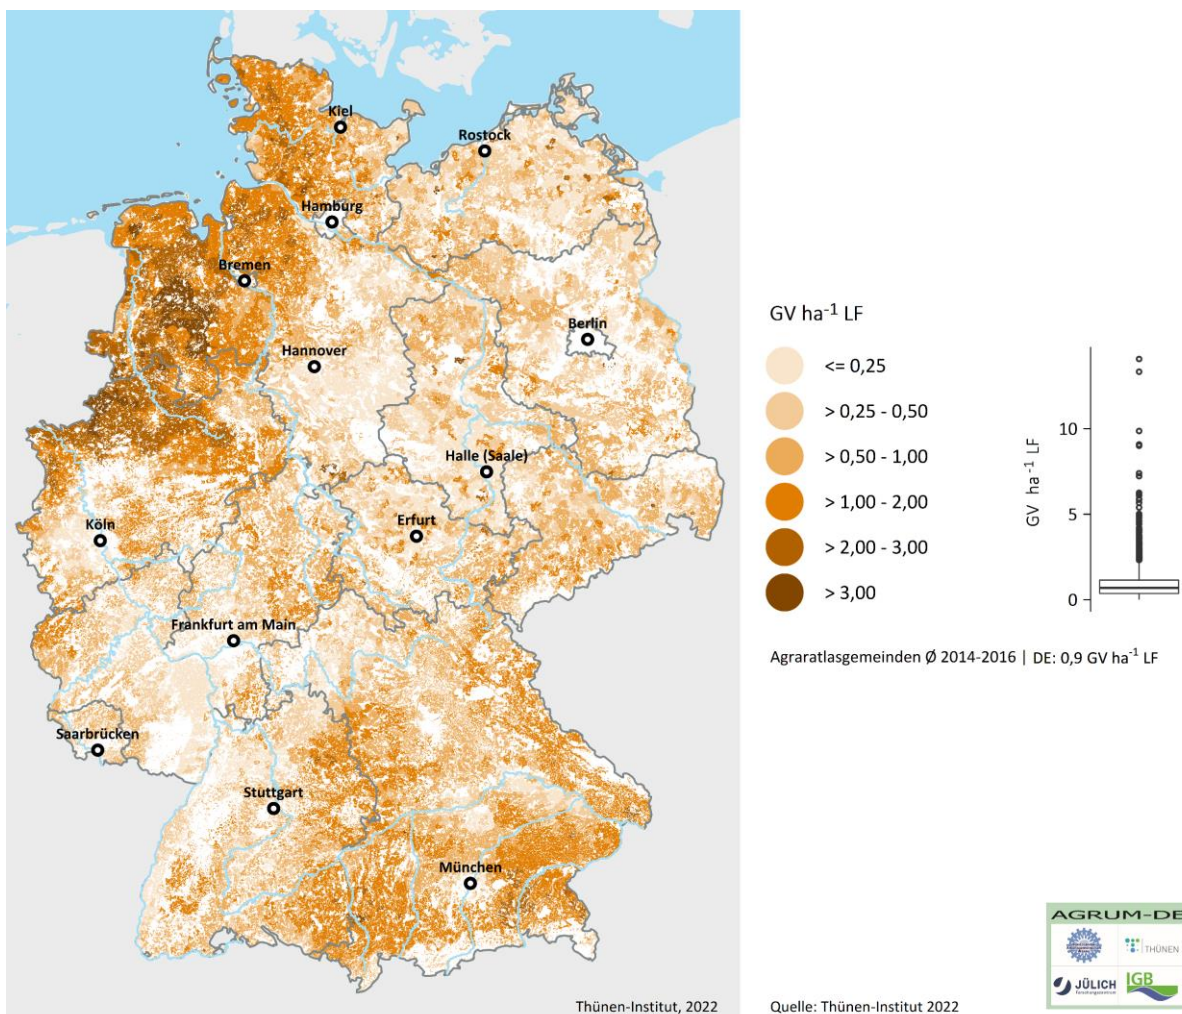 Kiel
Rostock
Hamburg
Bremen
Berlin
Hannover
Halle (Saale)
Köln
Erfurt
Frankfurt am Main
Saarbrücken
Stuttgart
München
Thünen-Institut, 2022
GV ha⁻¹ LF
<= 0,25
> 0,25 - 0,50
> 0,50 - 1,00
> 1,00 - 2,00
> 2,00 - 3,00
> 3,00
GV ha⁻¹ LF
10
5
0
Agraratlasgemeinden Ø 2014-2016 | DE: 0,9 GV ha⁻¹ LF
Quelle: Thünen-Institut 2022
AGRUM-DE
THÜNEN
JÜLICH
Forschungszentrum
IGB